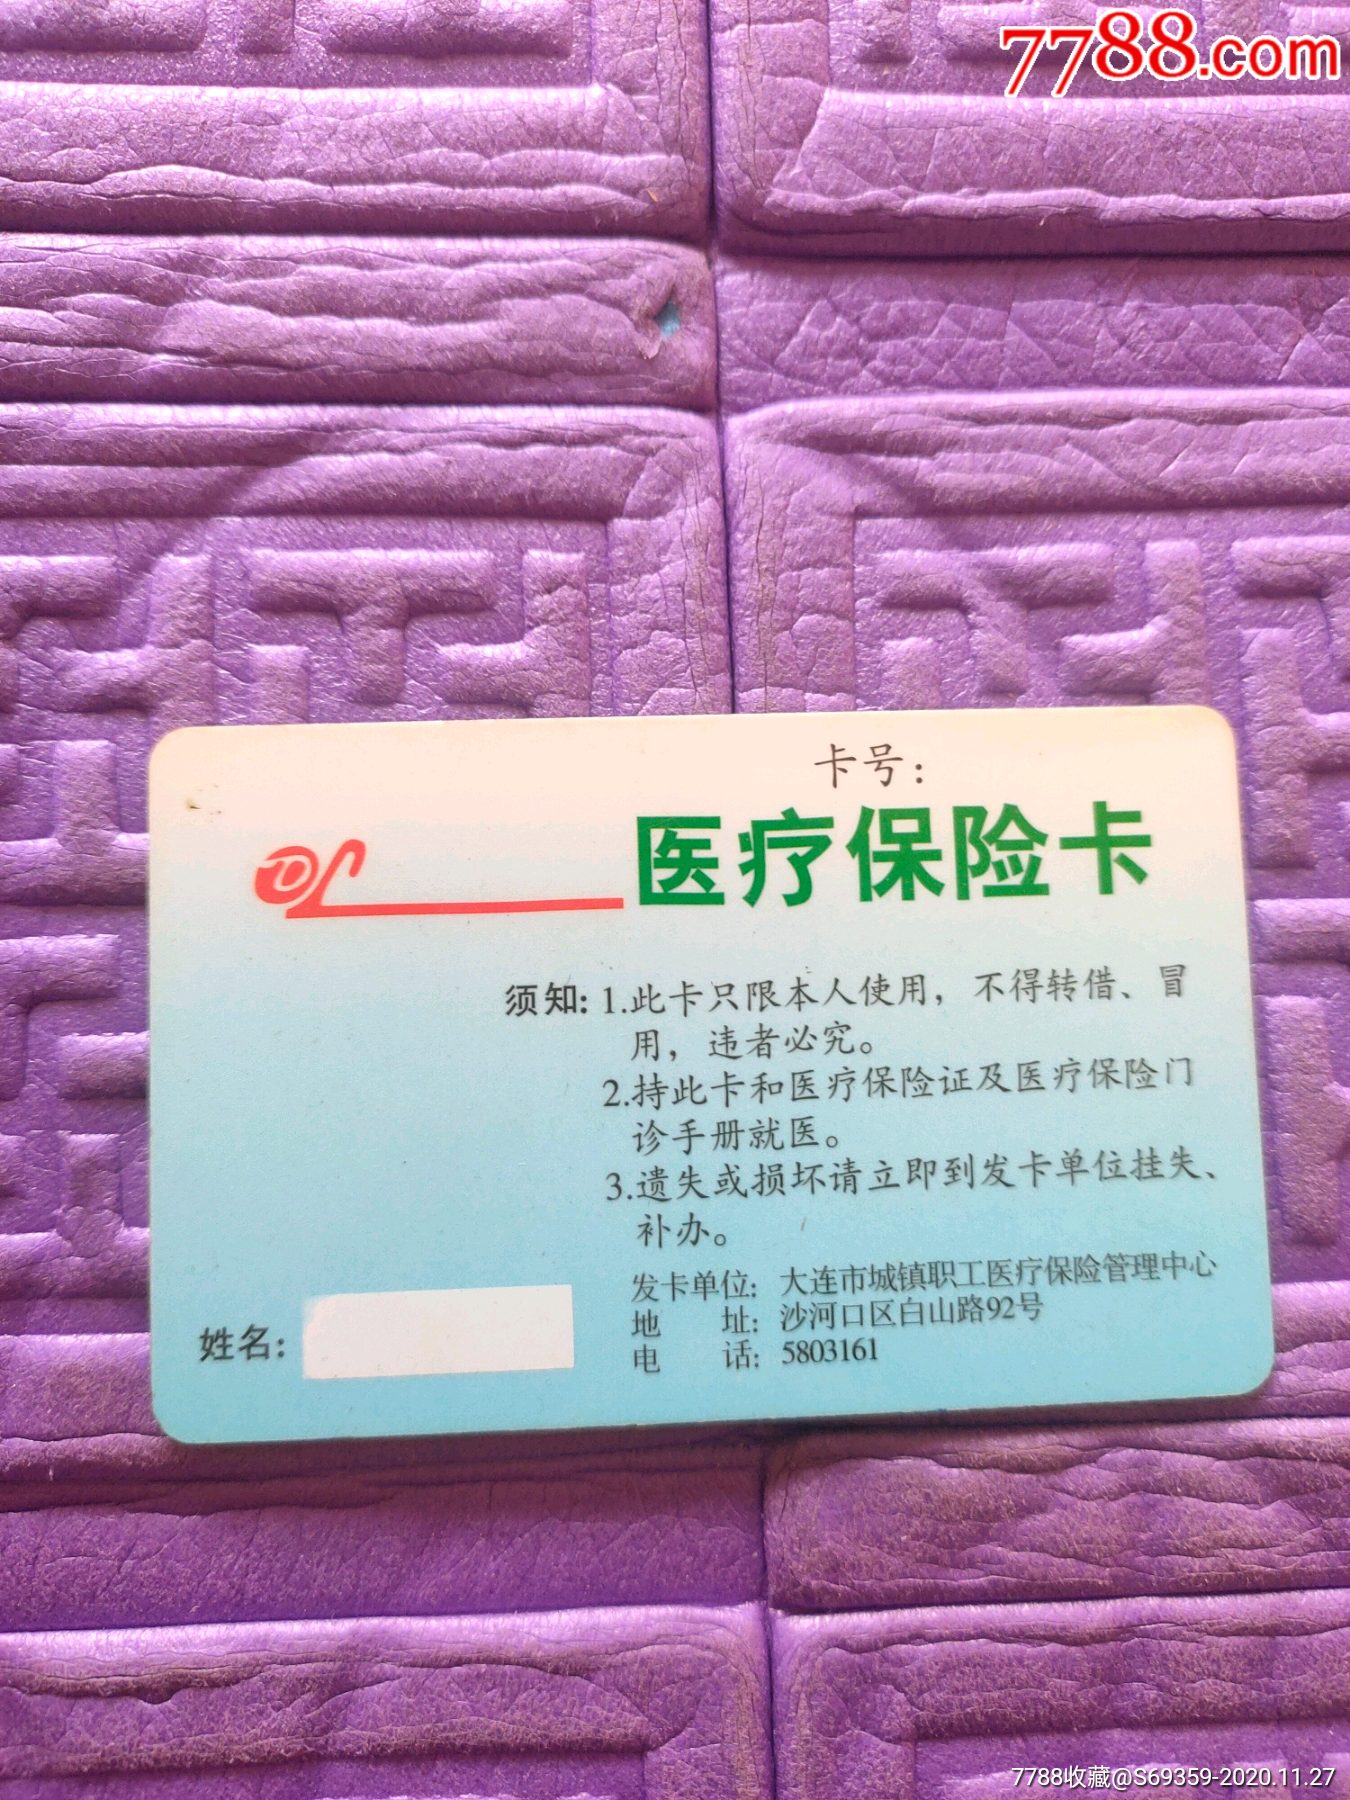 7788.com
卡号：
DL
医疗保险卡
须知：1.此卡只限本人使用，不得转借、冒
用，违者必究。
2.持此卡和医疗保险证及医疗保险门
诊手册就医。
3.遗失或损坏请立即到发卡单位挂失、
补办。
发卡单位：大连市城镇职工医疗保险管理中心
地 址：沙河口区白山路92号
电 话：5803161
姓名：
7788收藏@S69359-2020.11.27